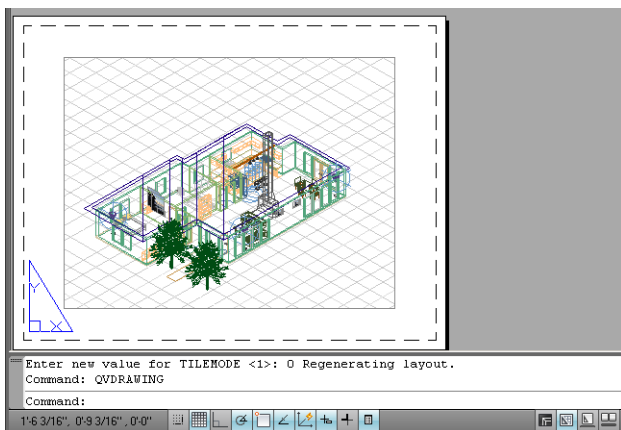 Y
X
Enter new value for TILEMODE <1>: 0 Regenerating layout.
Command: QVDRAWING
Command:
1'-6 3/16", 0'-9 3/16" , 0'-0"